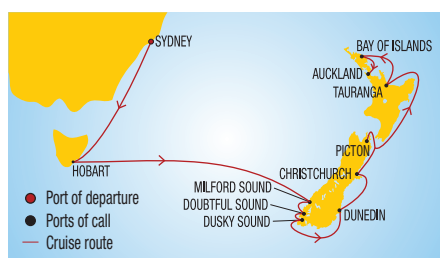 SYDNEY
BAY OF ISLANDS
AUCKLAND
TAURANGA
PICTON
HOBART
CHRISTCHURCH
MILFORD SOUND
DOUBTFUL SOUND
DUNEDIN
DUSKY SOUND
Port of departure
Ports of call
Cruise route